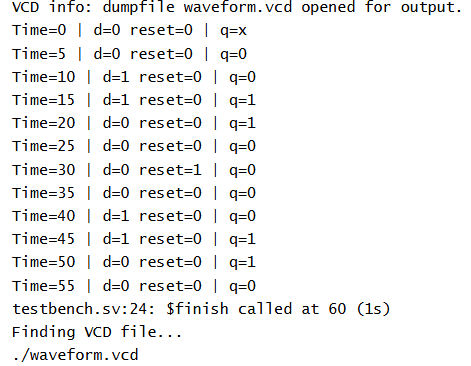 VCD info: dumpfile waveform.vcd opened for output.
Time=0 | d=0 reset=0 | q=x
Time=5 | d=0 reset=0 | q=0
Time=10 | d=1 reset=0 | q=0
Time=15 | d=1 reset=0 | q=1
Time=20 | d=0 reset=0 | q=1
Time=25 | d=0 reset=0 | q=0
Time=30 | d=0 reset=1 | q=0
Time=35 | d=0 reset=0 | q=0
Time=40 | d=1 reset=0 | q=0
Time=45 | d=1 reset=0 | q=1
Time=50 | d=0 reset=0 | q=1
Time=55 | d=0 reset=0 | q=0
testbench.sv:24: $finish called at 60 (1s)
Finding VCD file...
./waveform.vcd